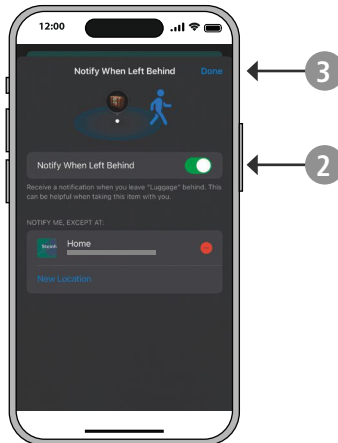 12:00
Notify When Left Behind Done
3
Notify When Left Behind
2
Receive a notification when you leave "Luggage" behind. This
can be helpful when taking this item with you.
NOTIFY ME, EXCEPT AT:
Home
New Location